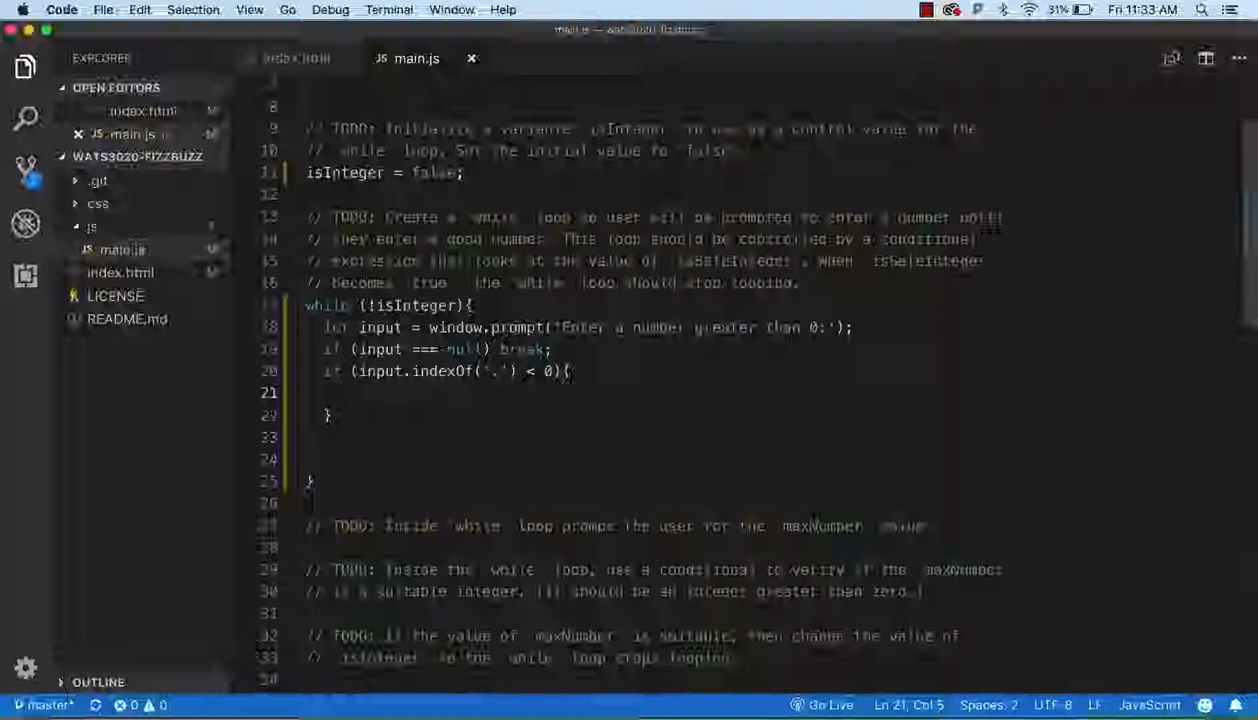 Code File Edit Selection View Go Debug Terminal Window Help 31% Fri 11:33 AM
main.js — wats3020-fizzbuzz
EXPLORER index.html JS main.js ×
OPEN EDITORS
index.html M
× JS main.js M
WATS3020-FIZZBUZZ
.git
css
js
JS main.js M
index.html M
LICENSE
README.md
OUTLINE
8
9 // TODO: Initialize a variable isInteger to use as a control value for the
10 // while loop. Set the initial value to false
11 isInteger = false;
12
13 // TODO: Create a while loop so user will be prompted to enter a number until
14 // they enter a good number. This loop should be controlled by a conditional
15 // expression that looks at the value of isSafeInteger. When isSafeInteger
16 // becomes true the while loop should stop looping.
17 while (!isInteger){
18 let input = window.prompt('Enter a number greater than 0:');
19 if (input === null) break;
20 if (input.indexOf('.') < 0){
21
22 }
23
24
25 }
26
27 // TODO: Inside while loop prompt the user for the maxNumber value
28
29 // TODO: Inside the while loop, use a conditional to verify if the maxNumber
30 // is a suitable integer. (It should be an integer greater than zero.)
31
32 // TODO: If the value of maxNumber is suitable, then change the value of
33 // isInteger so the while loop stops looping.
34
master* 0 0 Go Live Ln 21, Col 5 Spaces: 2 UTF-8 LF JavaScript